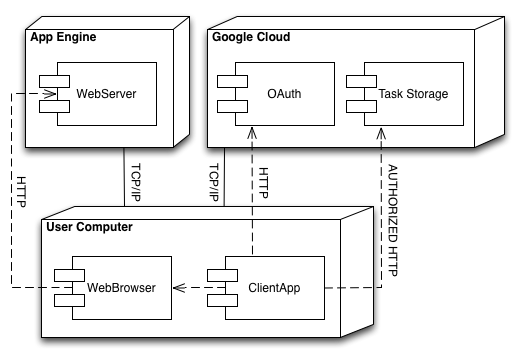 App Engine
Google Cloud
WebServer
OAuth
Task Storage
HTTP
TCP/IP
TCP/IP
HTTP
AUTHORIZED HTTP
User Computer
WebBrowser
ClientApp